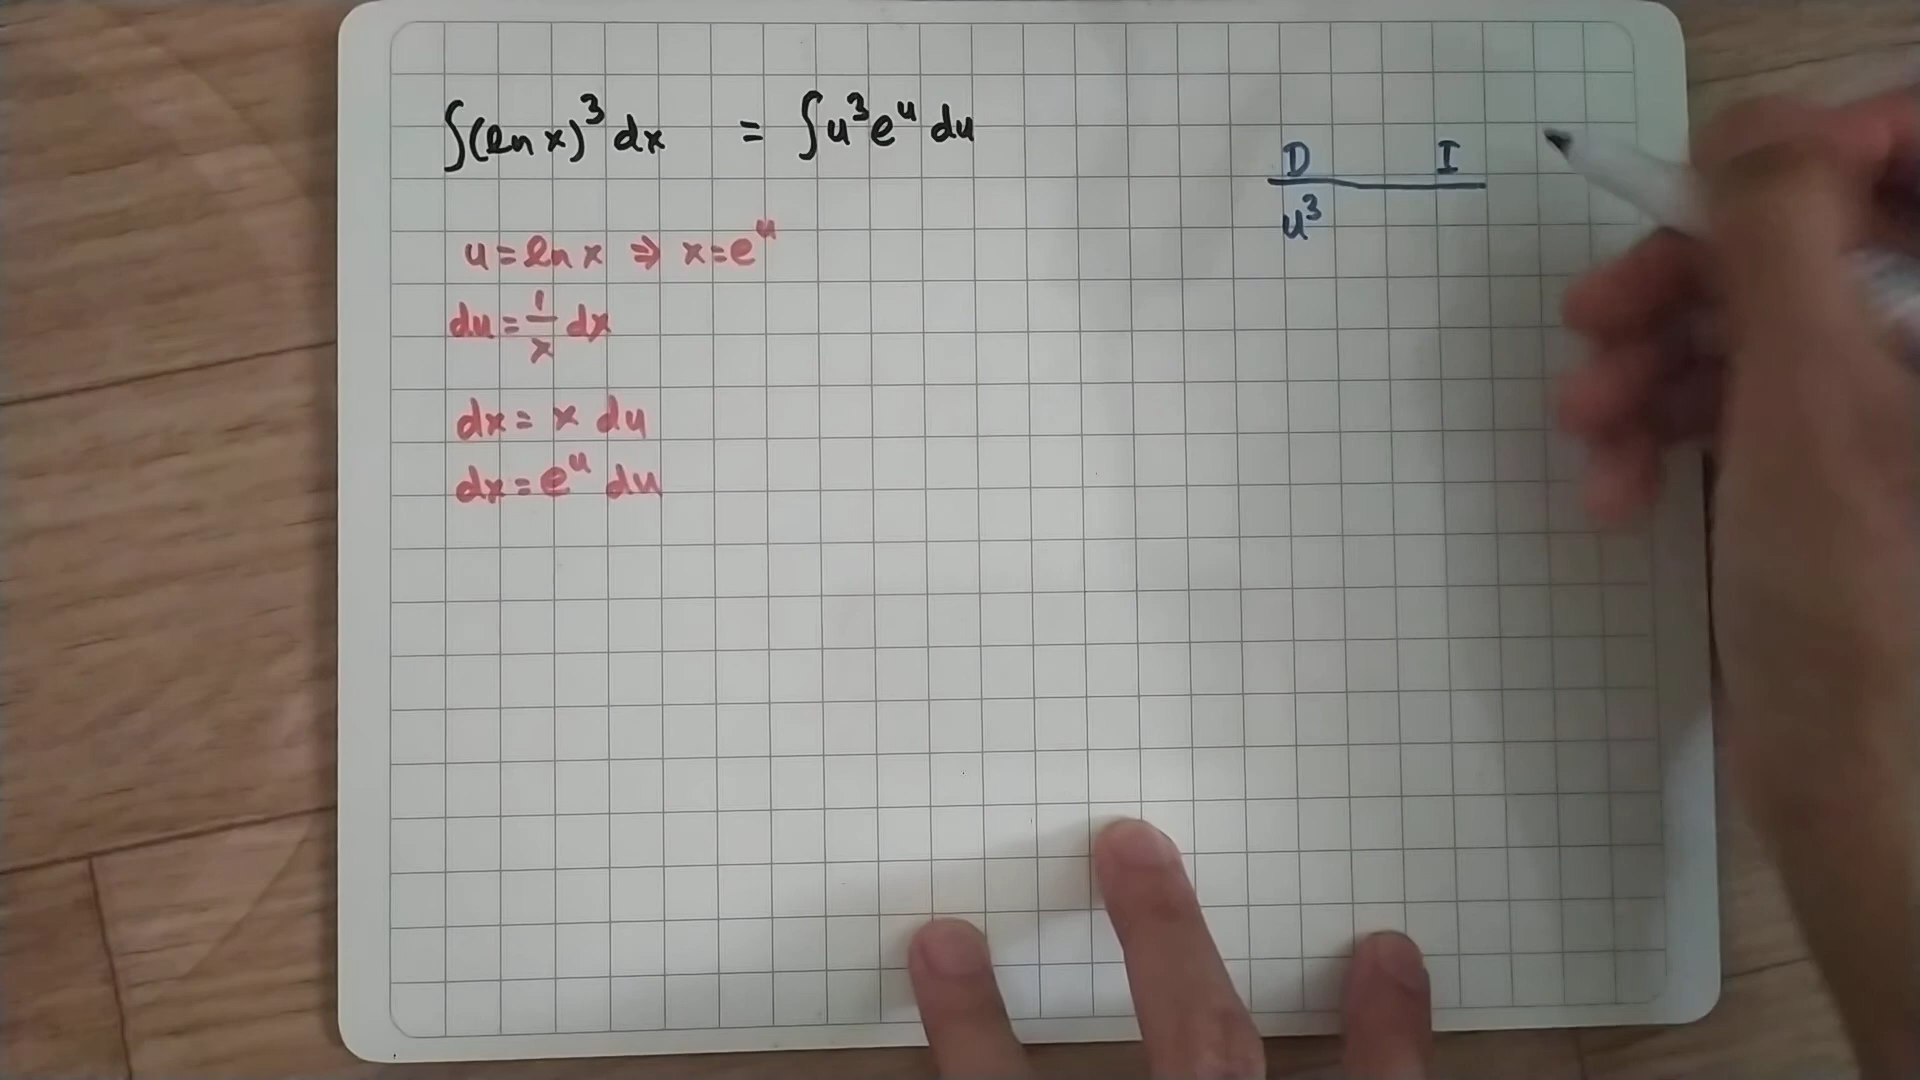 ∫(ln x)³ dx = ∫u³eᵘ du
D I
u³
u = ln x ⇒ x = eᵘ
du = 1/x dx
dx = x du
dx = eᵘ du